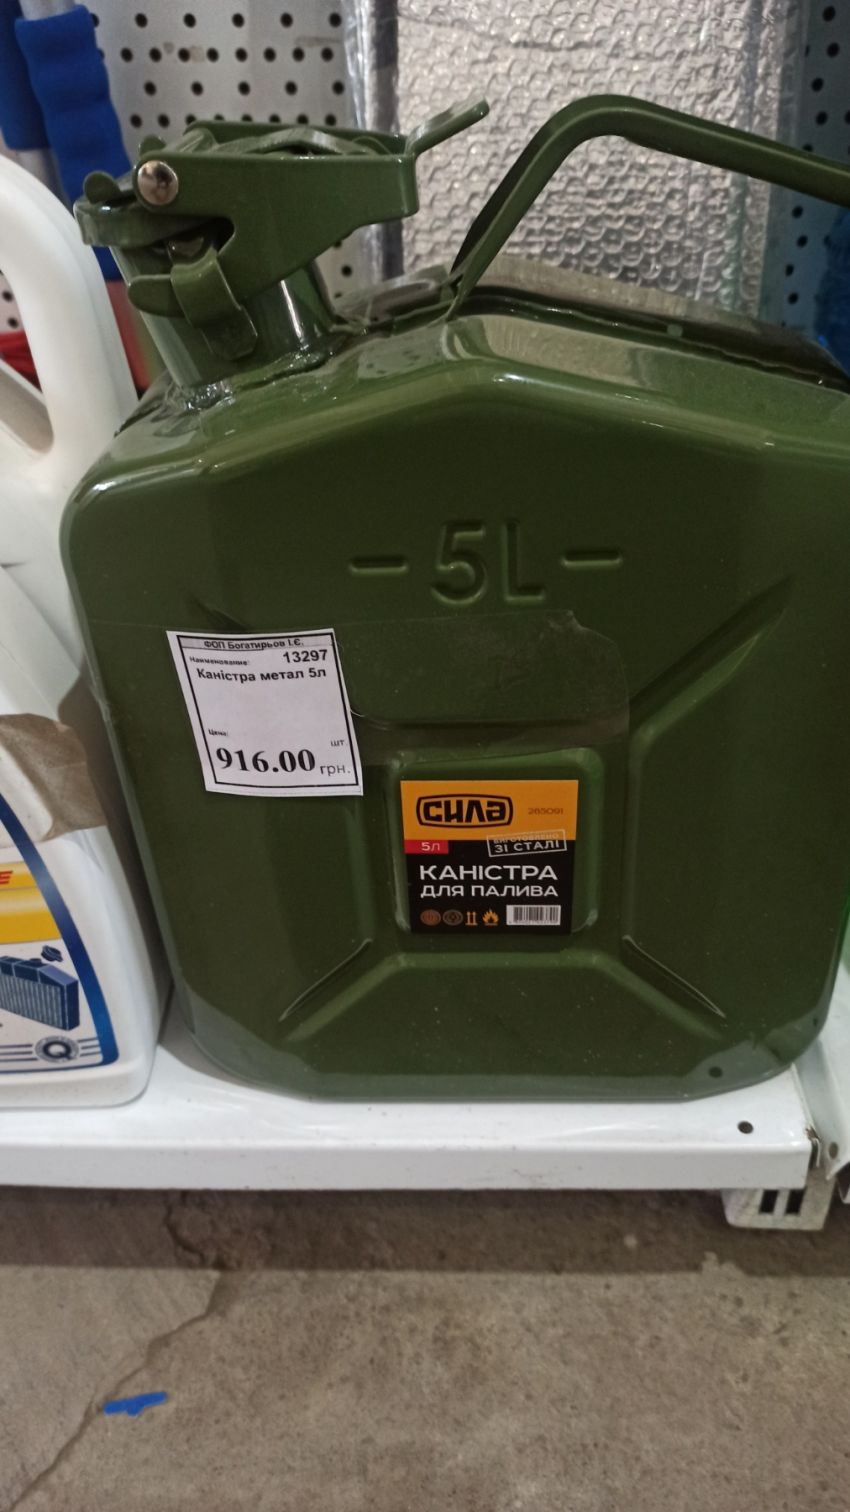 - 5L -
ФОП Богатирьов І.Є.
Наименование: 13297
Каністра метал 5л
Цена:
шт.
916.00 грн.
СИЛА
265091
5л
ВИГОТОВЛЕНО
ЗІ СТАЛІ
КАНІСТРА
ДЛЯ ПАЛИВА
Q